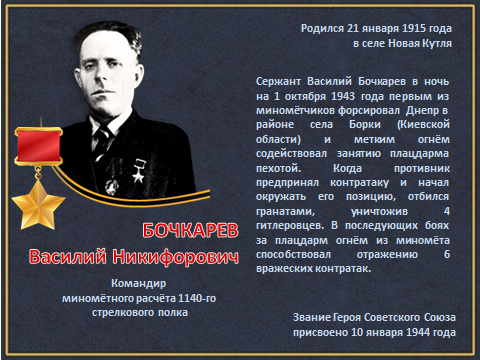 Родился 21 января 1915 года
в селе Новая Кутля
Сержант Василий Бочкарев в ночь
на 1 октября 1943 года первым из
миномётчиков форсировал Днепр в
районе села Борки (Киевской
области) и метким огнём
содействовал занятию плацдарма
пехотой. Когда противник
предпринял контратаку и начал
окружать его позицию, отбился
гранатами, уничтожив 4
гитлеровцев. В последующих боях
за плацдарм огнём из миномёта
способствовал отражению 6
вражеских контратак.
БОЧКАРЕВ
Василий Никифорович
Командир
миномётного расчёта 1140-го
стрелкового полка
Звание Героя Советского Союза
присвоено 10 января 1944 года